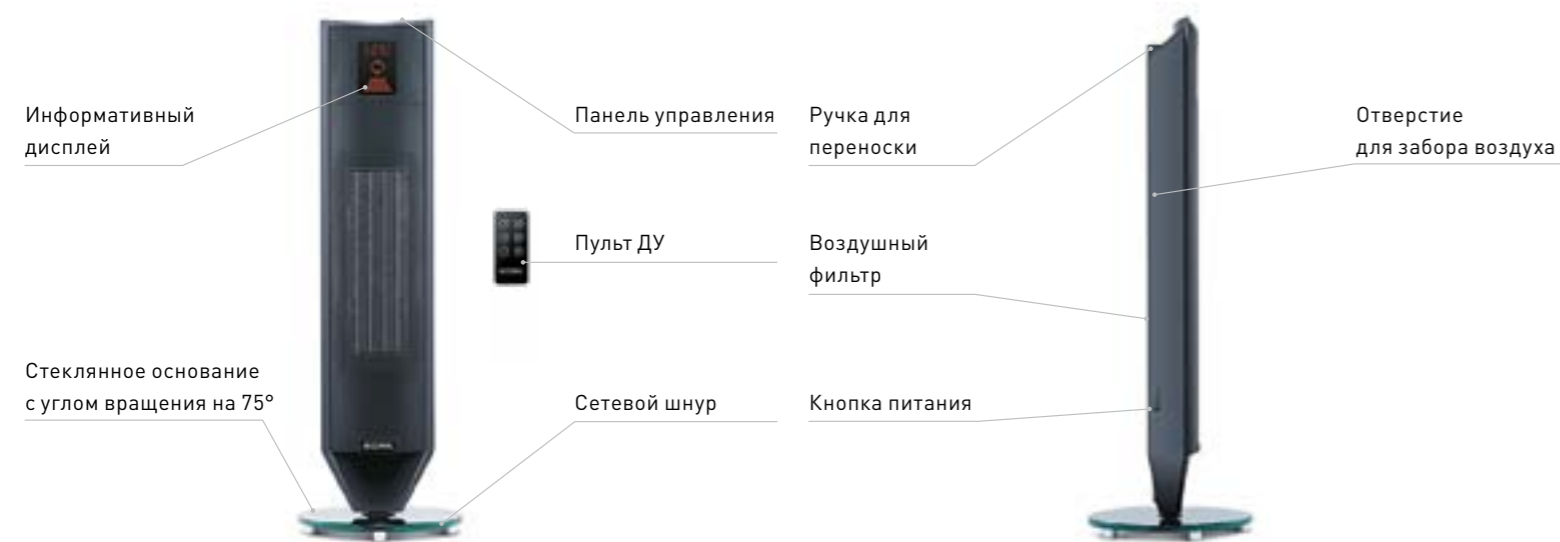 Информативный
дисплей
Панель управления
Пульт ДУ
Стеклянное основание
с углом вращения на 75°
Сетевой шнур
Ручка для
переноски
Отверстие
для забора воздуха
Воздушный
фильтр
Кнопка питания